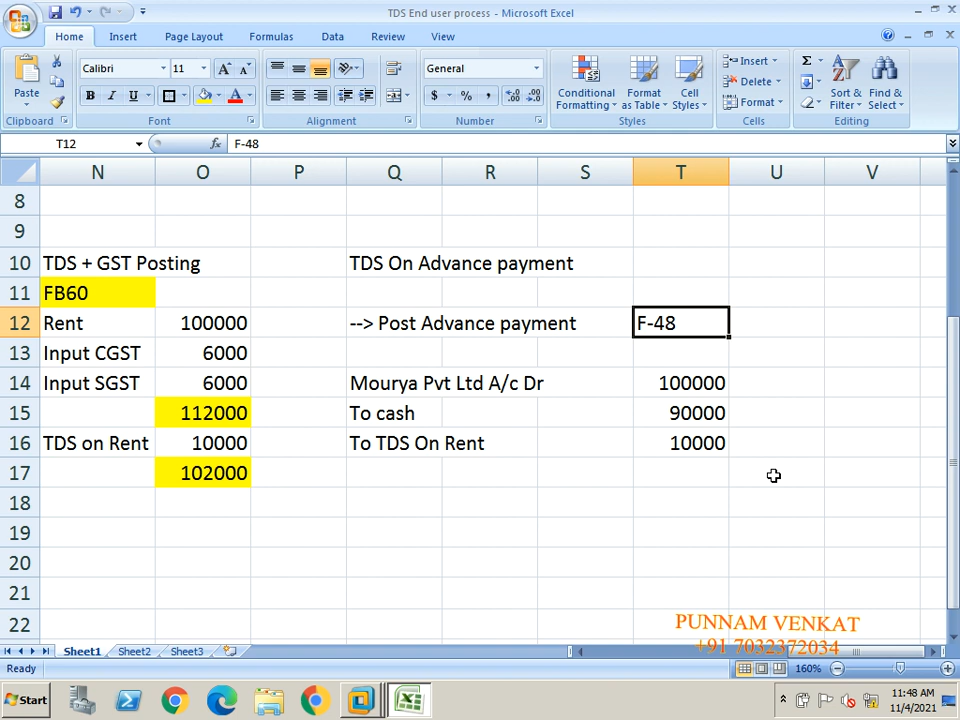 TDS End user process - Microsoft Excel
Home Insert Page Layout Formulas Data Review View
Paste
Calibri 11
General
Conditional Formatting
Format as Table
Cell Styles
Insert
Delete
Format
Sort & Filter
Find & Select
Clipboard Font Alignment Number Styles Cells Editing
T12 fx F-48
N O P Q R S T U V
8
9
10 TDS + GST Posting TDS On Advance payment
11 FB60
12 Rent 100000 --> Post Advance payment F-48
13 Input CGST 6000
14 Input SGST 6000 Mourya Pvt Ltd A/c Dr 100000
15 112000 To cash 90000
16 TDS on Rent 10000 To TDS On Rent 10000
17 102000
18
19
20
21
22
PUNNAM VENKAT
+91 7032372034
Sheet1 Sheet2 Sheet3
Ready 160%
Start 11:48 AM
11/4/2021